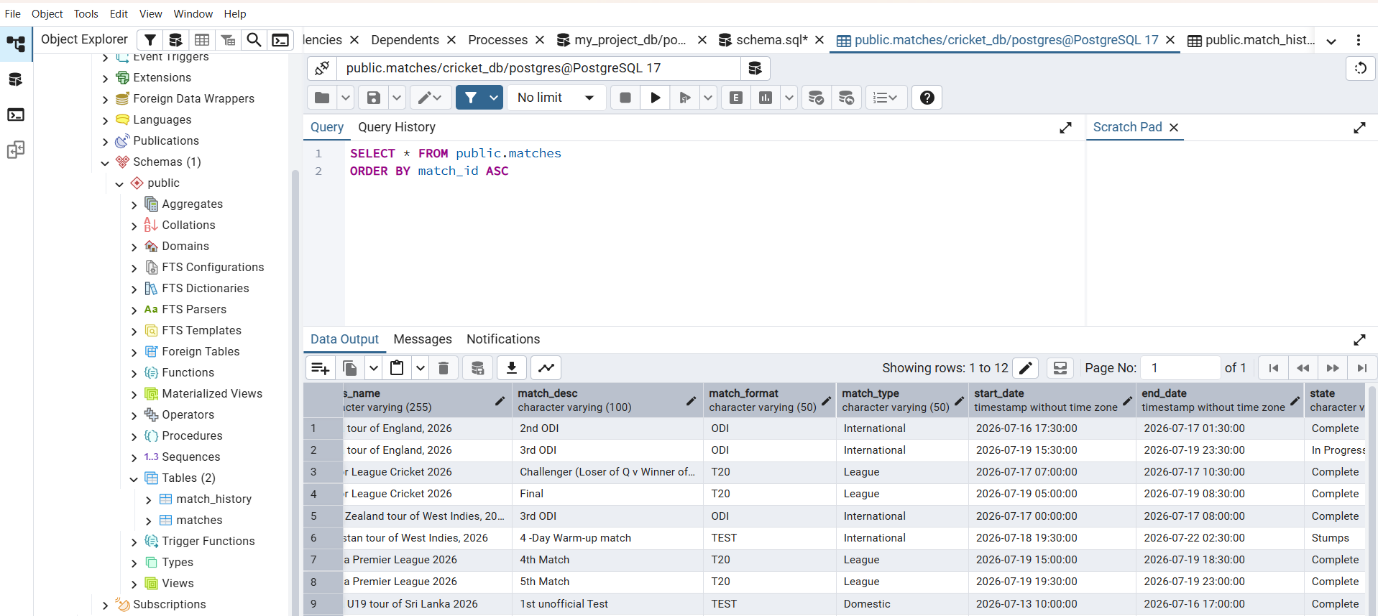 File Object Tools Edit View Window Help
Object Explorer
Event Triggers
Extensions
Foreign Data Wrappers
Languages
Publications
Schemas (1)
public
Aggregates
Collations
Domains
FTS Configurations
FTS Dictionaries
Aa FTS Parsers
FTS Templates
Foreign Tables
Functions
Materialized Views
Operators
Procedures
1..3 Sequences
Tables (2)
match_history
matches
Trigger Functions
Types
Views
Subscriptions
lencies Dependents Processes my_project_db/po... schema.sql* public.matches/cricket_db/postgres@PostgreSQL 17 public.match_hist...
public.matches/cricket_db/postgres@PostgreSQL 17
No limit E
Query Query History Scratch Pad
1 SELECT * FROM public.matches
2 ORDER BY match_id ASC
Data Output Messages Notifications
Showing rows: 1 to 12 Page No: 1 of 1
s_name match_desc match_format match_type start_date end_date state
cter varying (255) character varying (100) character varying (50) character varying (50) timestamp without time zone timestamp without time zone character v
1 tour of England, 2026 2nd ODI ODI International 2026-07-16 17:30:00 2026-07-17 01:30:00 Complete
2 tour of England, 2026 3rd ODI ODI International 2026-07-19 15:30:00 2026-07-19 23:30:00 In Progress
3 r League Cricket 2026 Challenger (Loser of Q v Winner of... T20 League 2026-07-17 07:00:00 2026-07-17 10:30:00 Complete
4 r League Cricket 2026 Final T20 League 2026-07-19 05:00:00 2026-07-19 08:30:00 Complete
5 Zealand tour of West Indies, 20... 3rd ODI ODI International 2026-07-17 00:00:00 2026-07-17 08:00:00 Complete
6 stan tour of West Indies, 2026 4 -Day Warm-up match TEST International 2026-07-18 19:30:00 2026-07-22 02:30:00 Stumps
7 a Premier League 2026 4th Match T20 League 2026-07-19 15:00:00 2026-07-19 18:30:00 Complete
8 a Premier League 2026 5th Match T20 League 2026-07-19 19:30:00 2026-07-19 23:00:00 Complete
9 U19 tour of Sri Lanka 2026 1st unofficial Test TEST Domestic 2026-07-13 10:00:00 2026-07-16 17:00:00 Complete